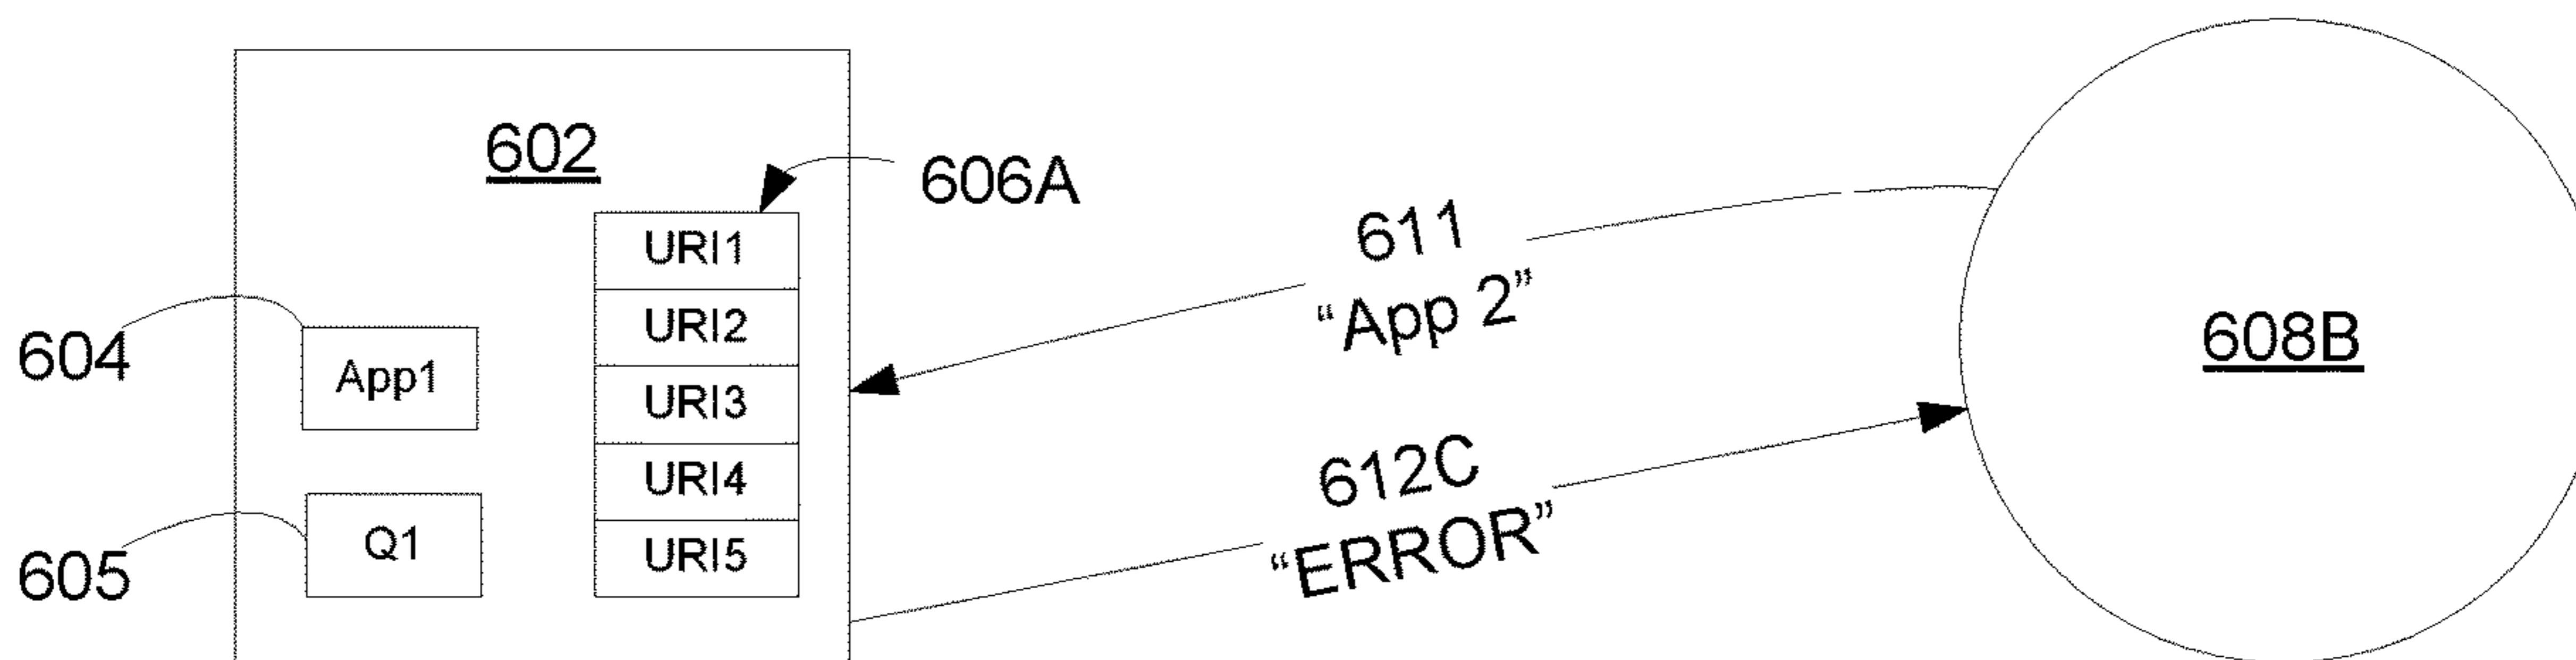 602
606A
URI1
URI2
URI3
URI4
URI5
604
App1
605
Q1
611
“App 2”
612C
“ERROR”
608B